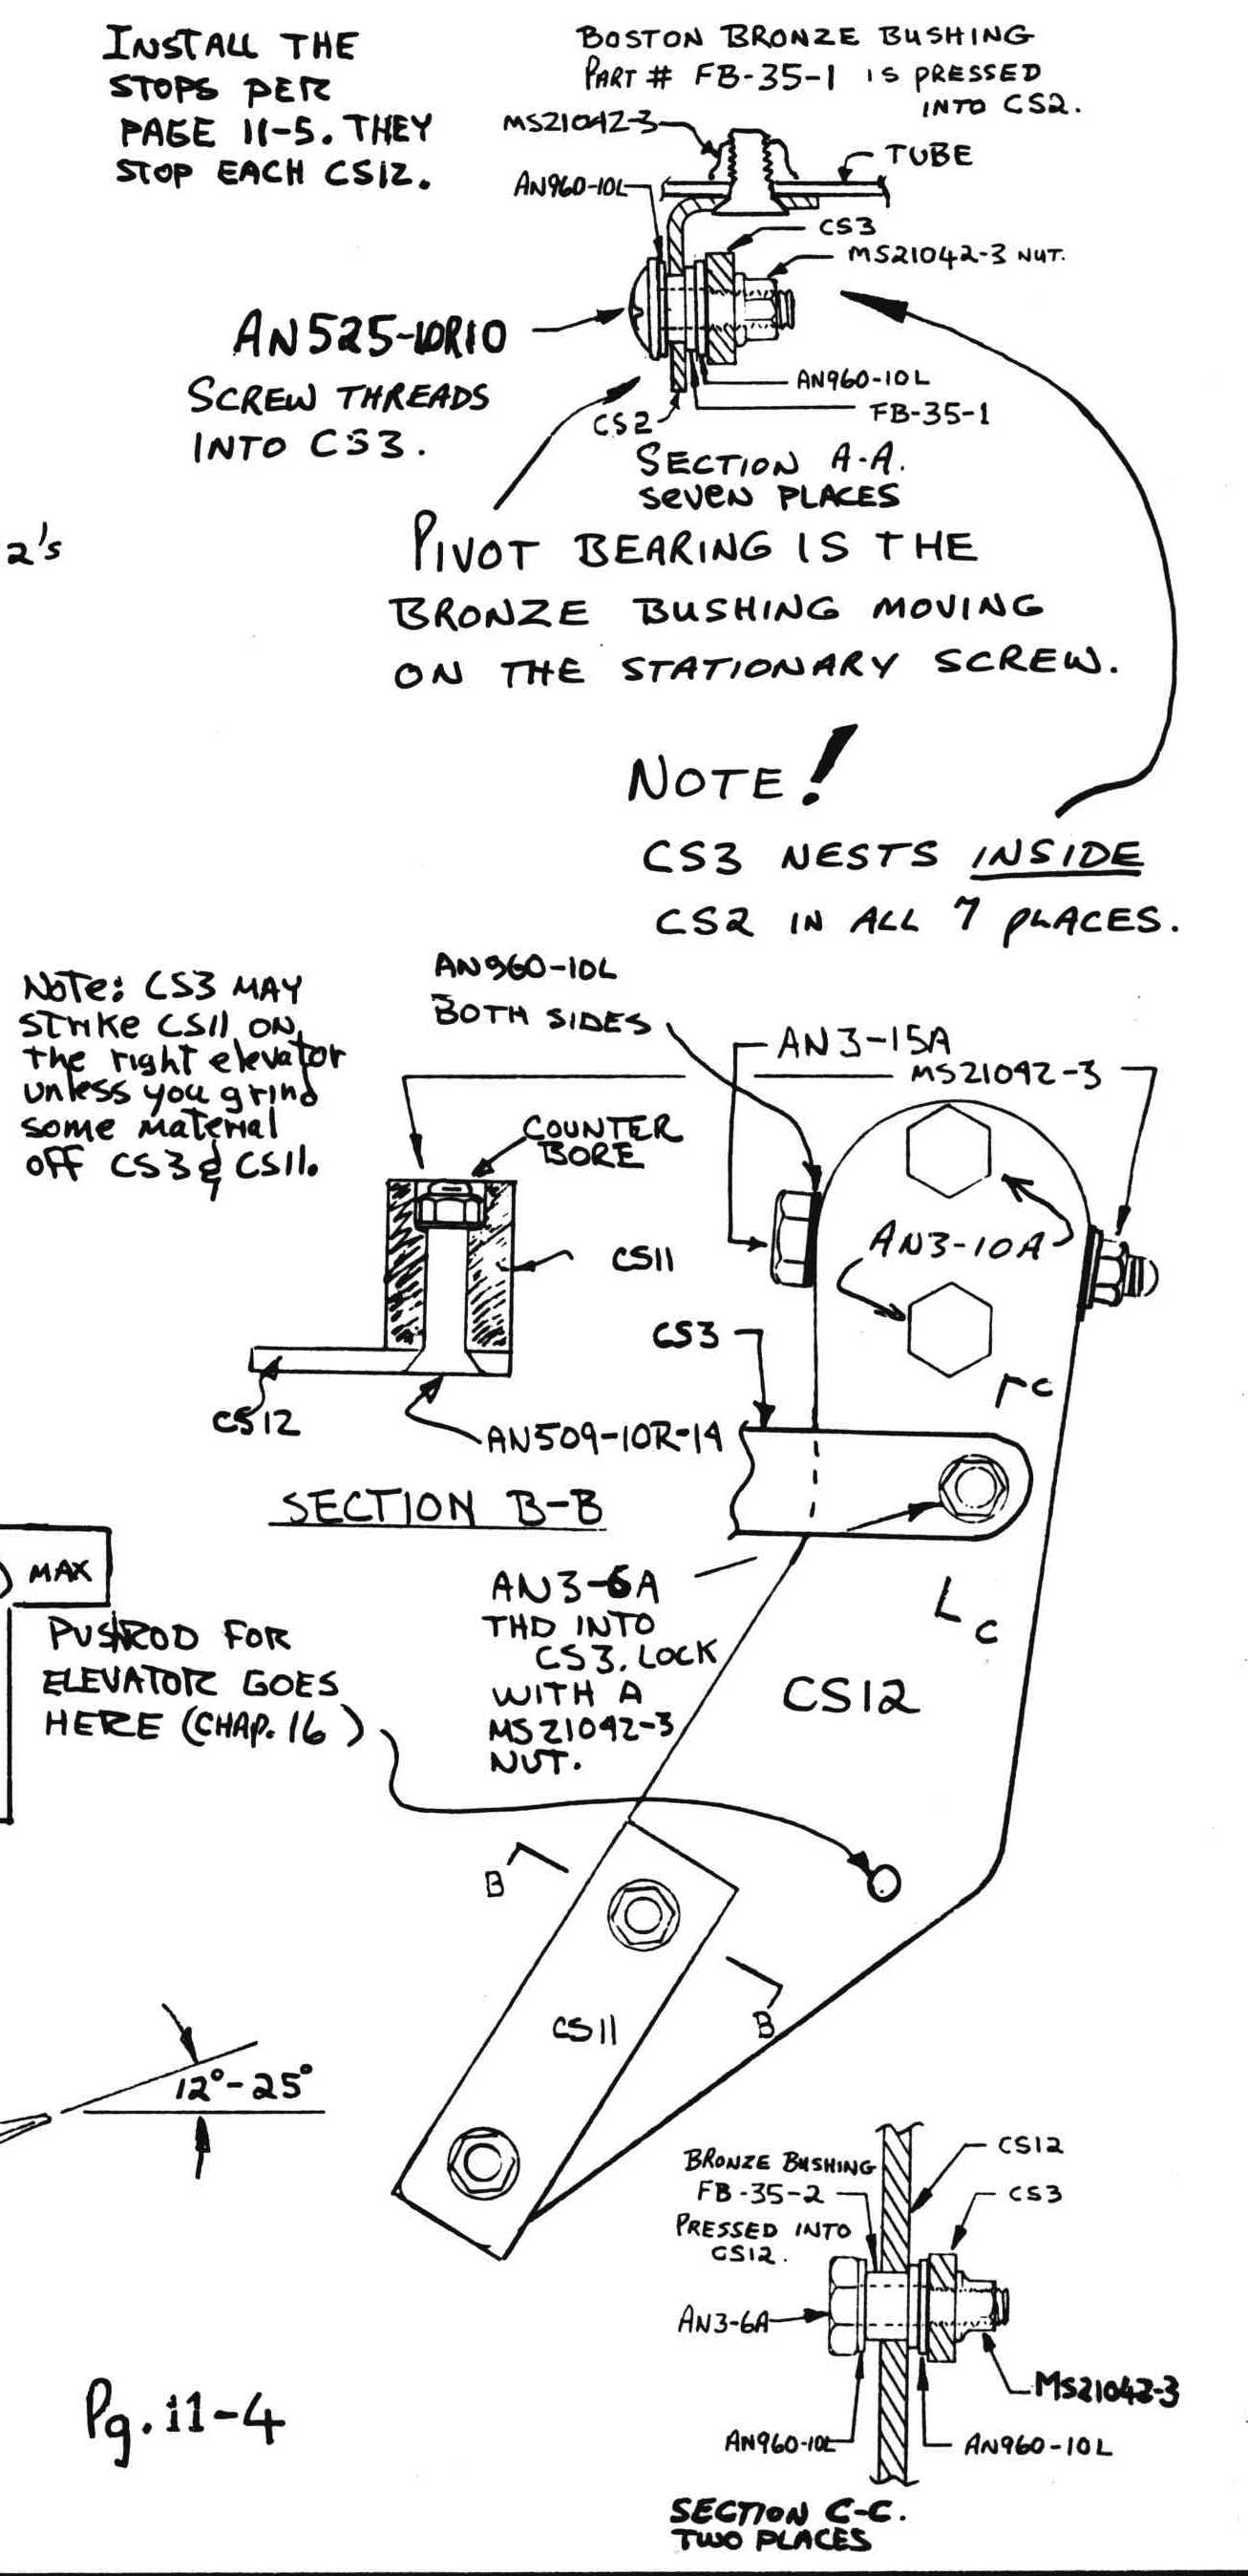 INSTALL THE
STOPS PER
PAGE 11-5. THEY
STOP EACH CS12.
BOSTON BRONZE BUSHING
PART # FB-35-1 IS PRESSED
INTO CS2.
MS21042-3
TUBE
AN960-10L
CS3
MS21042-3 NUT.
AN525-10R10
SCREW THREADS
INTO CS3.
AN960-10L
FB-35-1
CS2
SECTION A-A.
SEVEN PLACES
2's
PIVOT BEARING IS THE
BRONZE BUSHING MOVING
ON THE STATIONARY SCREW.
NOTE!
CS3 NESTS INSIDE
CS2 IN ALL 7 PLACES.
NOTE: CS3 MAY
STRIKE CS11 ON
the right elevator
unless you grind
some material
OFF CS3 & CS11.
AN960-10L
BOTH SIDES
AN3-15A
MS21042-3
COUNTER
BORE
CS11
AN3-10A
CS3
CS12
AN509-10R-14
C
SECTION B-B
MAX
AN3-6A
THD INTO
CS3. LOCK
WITH A
MS21042-3
NUT.
C
PUSHROD FOR
ELEVATOR GOES
HERE (CHAP. 16)
CS12
B
B
CS11
12°-25°
BRONZE BUSHING
FB-35-2
PRESSED INTO
CS12.
CS12
CS3
AN3-6A
MS21042-3
AN960-10L
AN960-10L
Pg. 11-4
SECTION C-C.
TWO PLACES